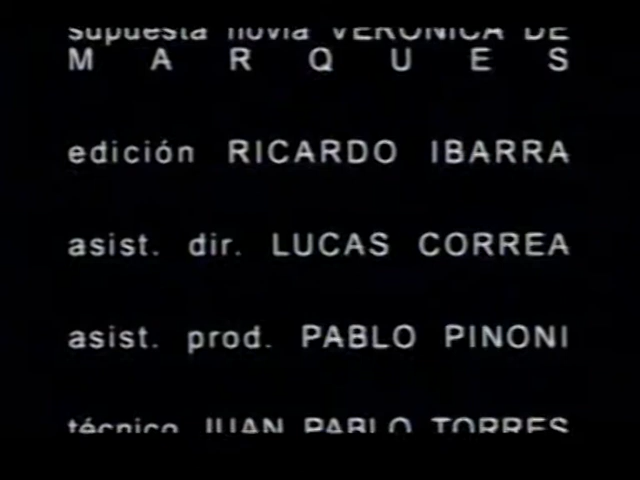 supuesta novia VERONICA DE
M A R Q U E S
edición RICARDO IBARRA
asist. dir. LUCAS CORREA
asist. prod. PABLO PINONI
técnico JUAN PABLO TORRES